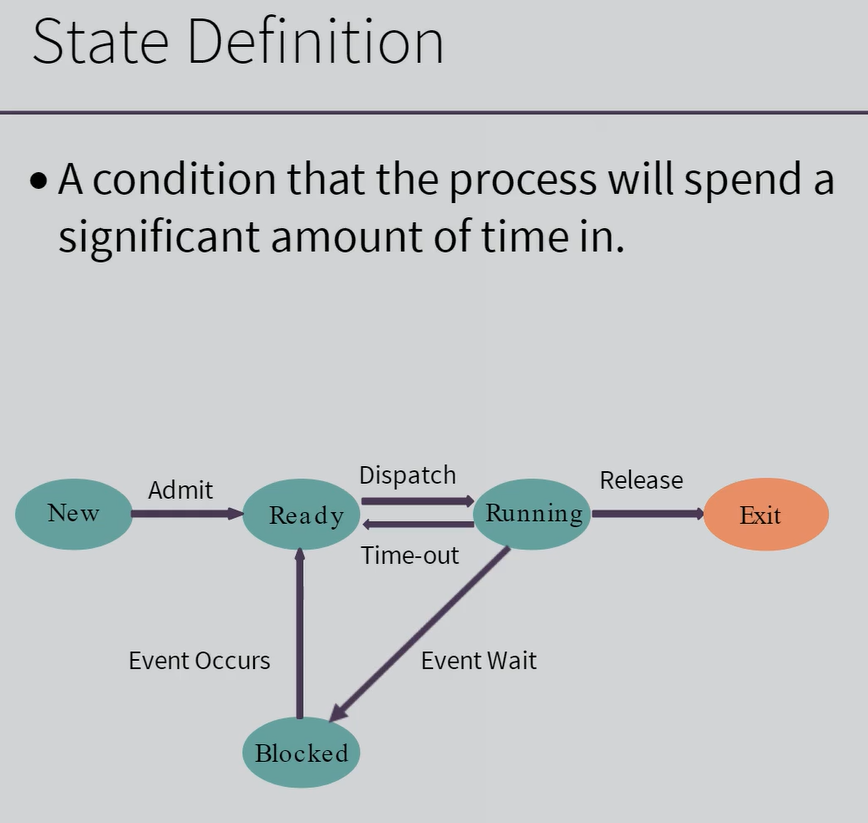 State Definition
• A condition that the process will spend a
significant amount of time in.
Dispatch
Admit
Release
New
Ready
Running
Exit
Time-out
Event Occurs
Event Wait
Blocked